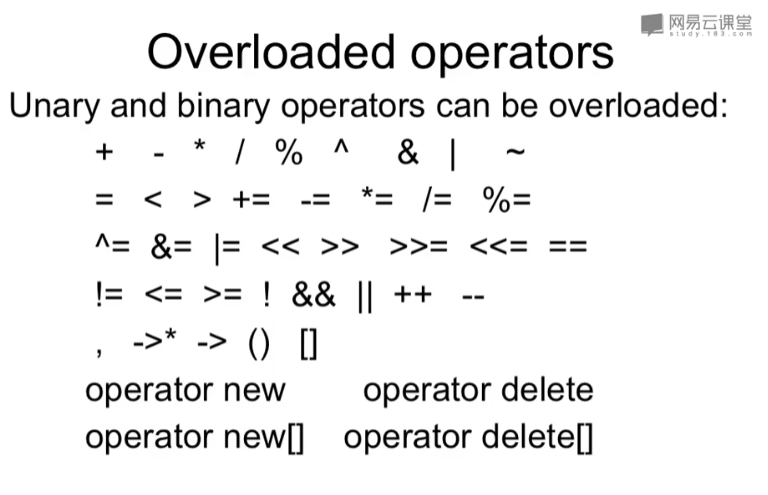 网易云课堂
study.163.com
Overloaded operators
Unary and binary operators can be overloaded:
+ - * / % ^ & | ~
= < > += -= *= /= %=
^= &= |= << >> >>= <<= ==
!= <= >= ! && || ++ --
, ->* -> () []
operator new operator delete
operator new[] operator delete[]